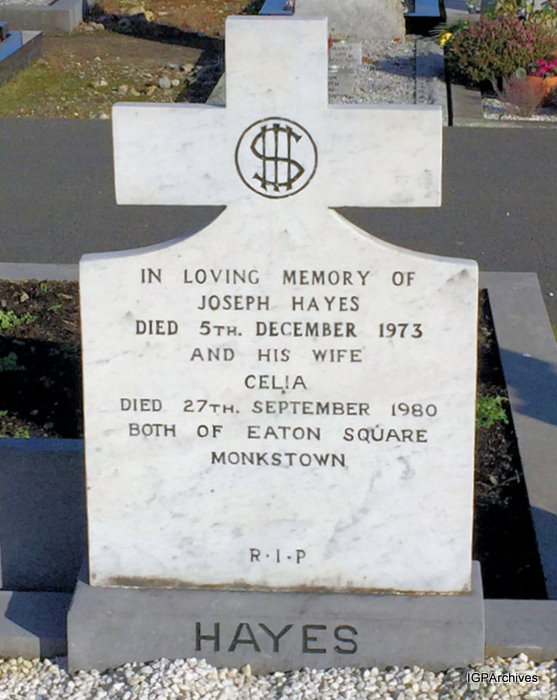 IHS
IN LOVING MEMORY OF
JOSEPH HAYES
DIED 5TH. DECEMBER 1973
AND HIS WIFE
CELIA
DIED 27TH. SEPTEMBER 1980
BOTH OF EATON SQUARE
MONKSTOWN
R·I·P
HAYES
IGPArchives